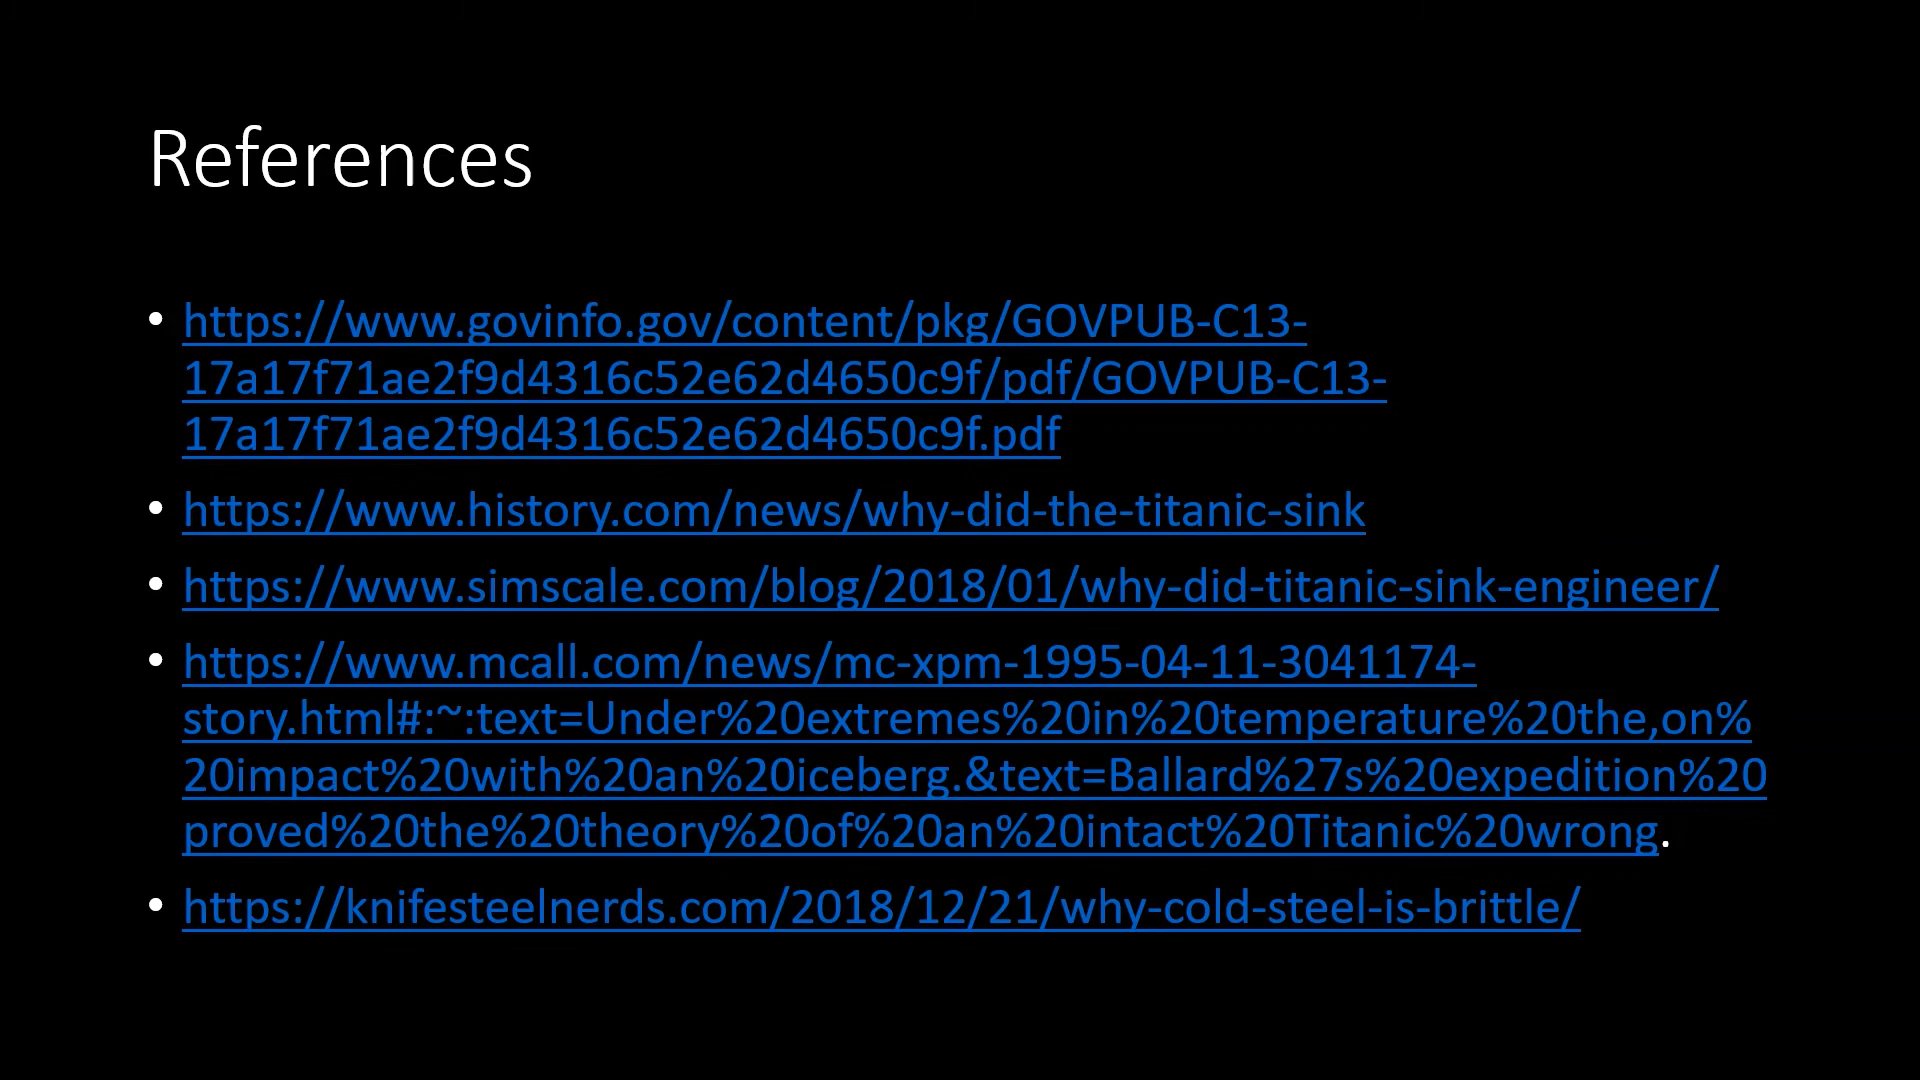 References
• https://www.govinfo.gov/content/pkg/GOVPUB-C13-
17a17f71ae2f9d4316c52e62d4650c9f/pdf/GOVPUB-C13-
17a17f71ae2f9d4316c52e62d4650c9f.pdf
• https://www.history.com/news/why-did-the-titanic-sink
• https://www.simscale.com/blog/2018/01/why-did-titanic-sink-engineer/
• https://www.mcall.com/news/mc-xpm-1995-04-11-3041174-
story.html#:~:text=Under%20extremes%20in%20temperature%20the,on%
20impact%20with%20an%20iceberg.&text=Ballard%27s%20expedition%20
proved%20the%20theory%20of%20an%20intact%20Titanic%20wrong.
• https://knifesteelnerds.com/2018/12/21/why-cold-steel-is-brittle/